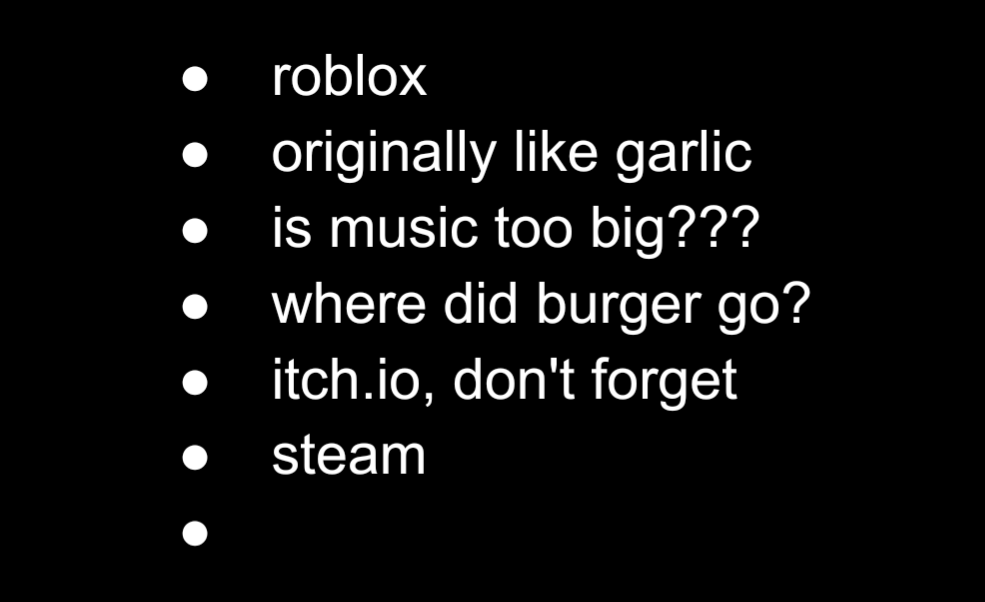 ● roblox
● originally like garlic
● is music too big???
● where did burger go?
● itch.io, don't forget
● steam
●